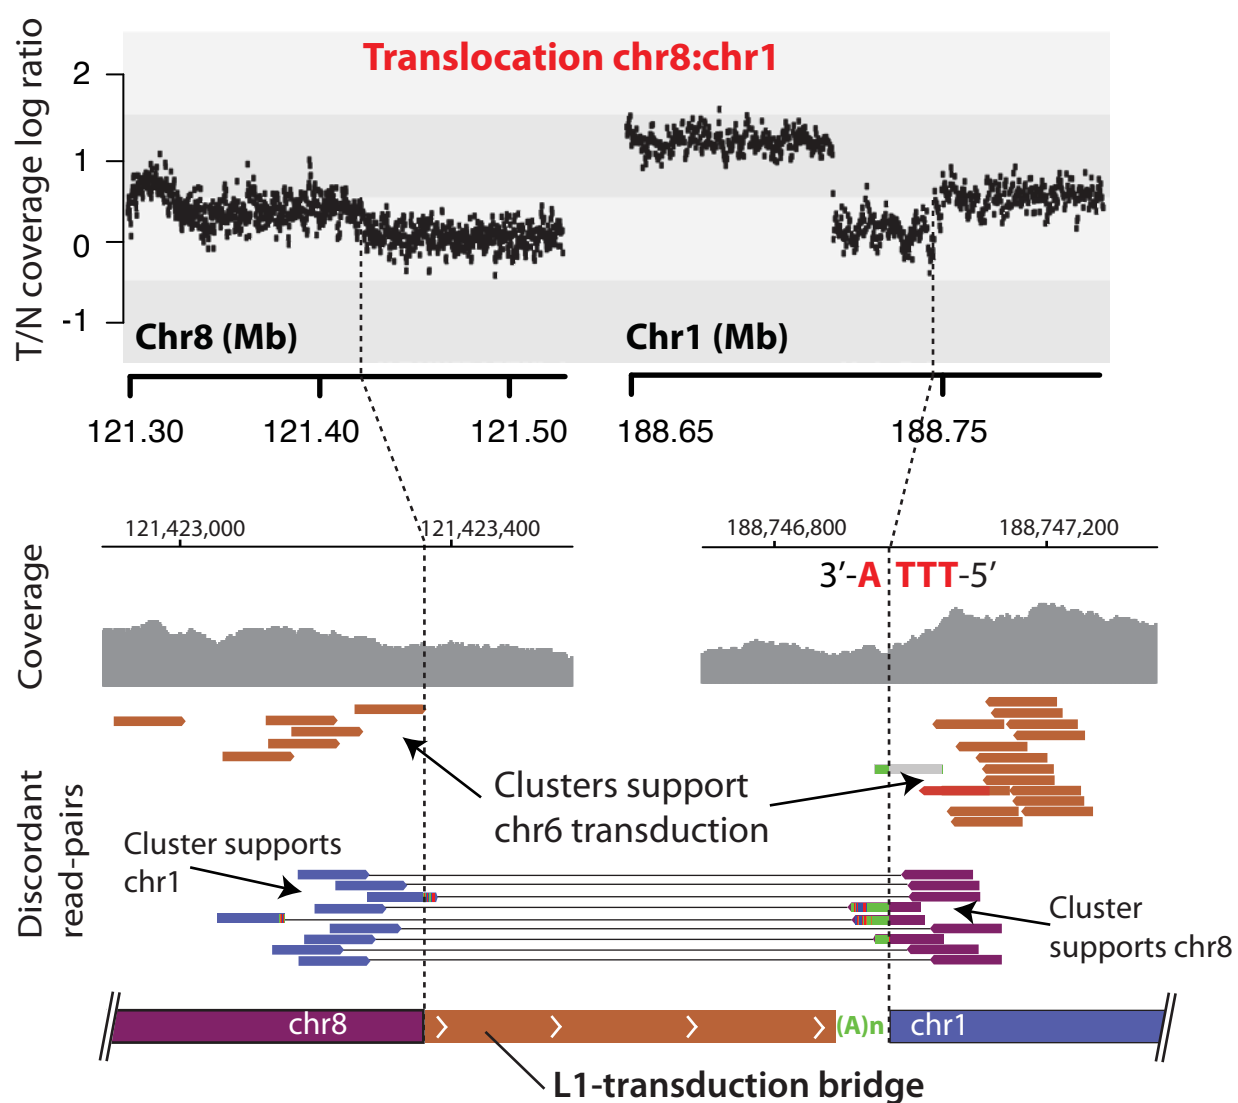 Translocation chr8:chr1
T/N coverage log ratio
2
1
0
-1
Chr8 (Mb)
Chr1 (Mb)
121.30
121.40
121.50
188.65
188.75
121,423,000
121,423,400
188,746,800
188,747,200
3′-A TTT-5′
Coverage
Discordant
read-pairs
Clusters support
chr6 transduction
Cluster supports
chr1
Cluster
supports chr8
chr8
(A)n
chr1
L1-transduction bridge